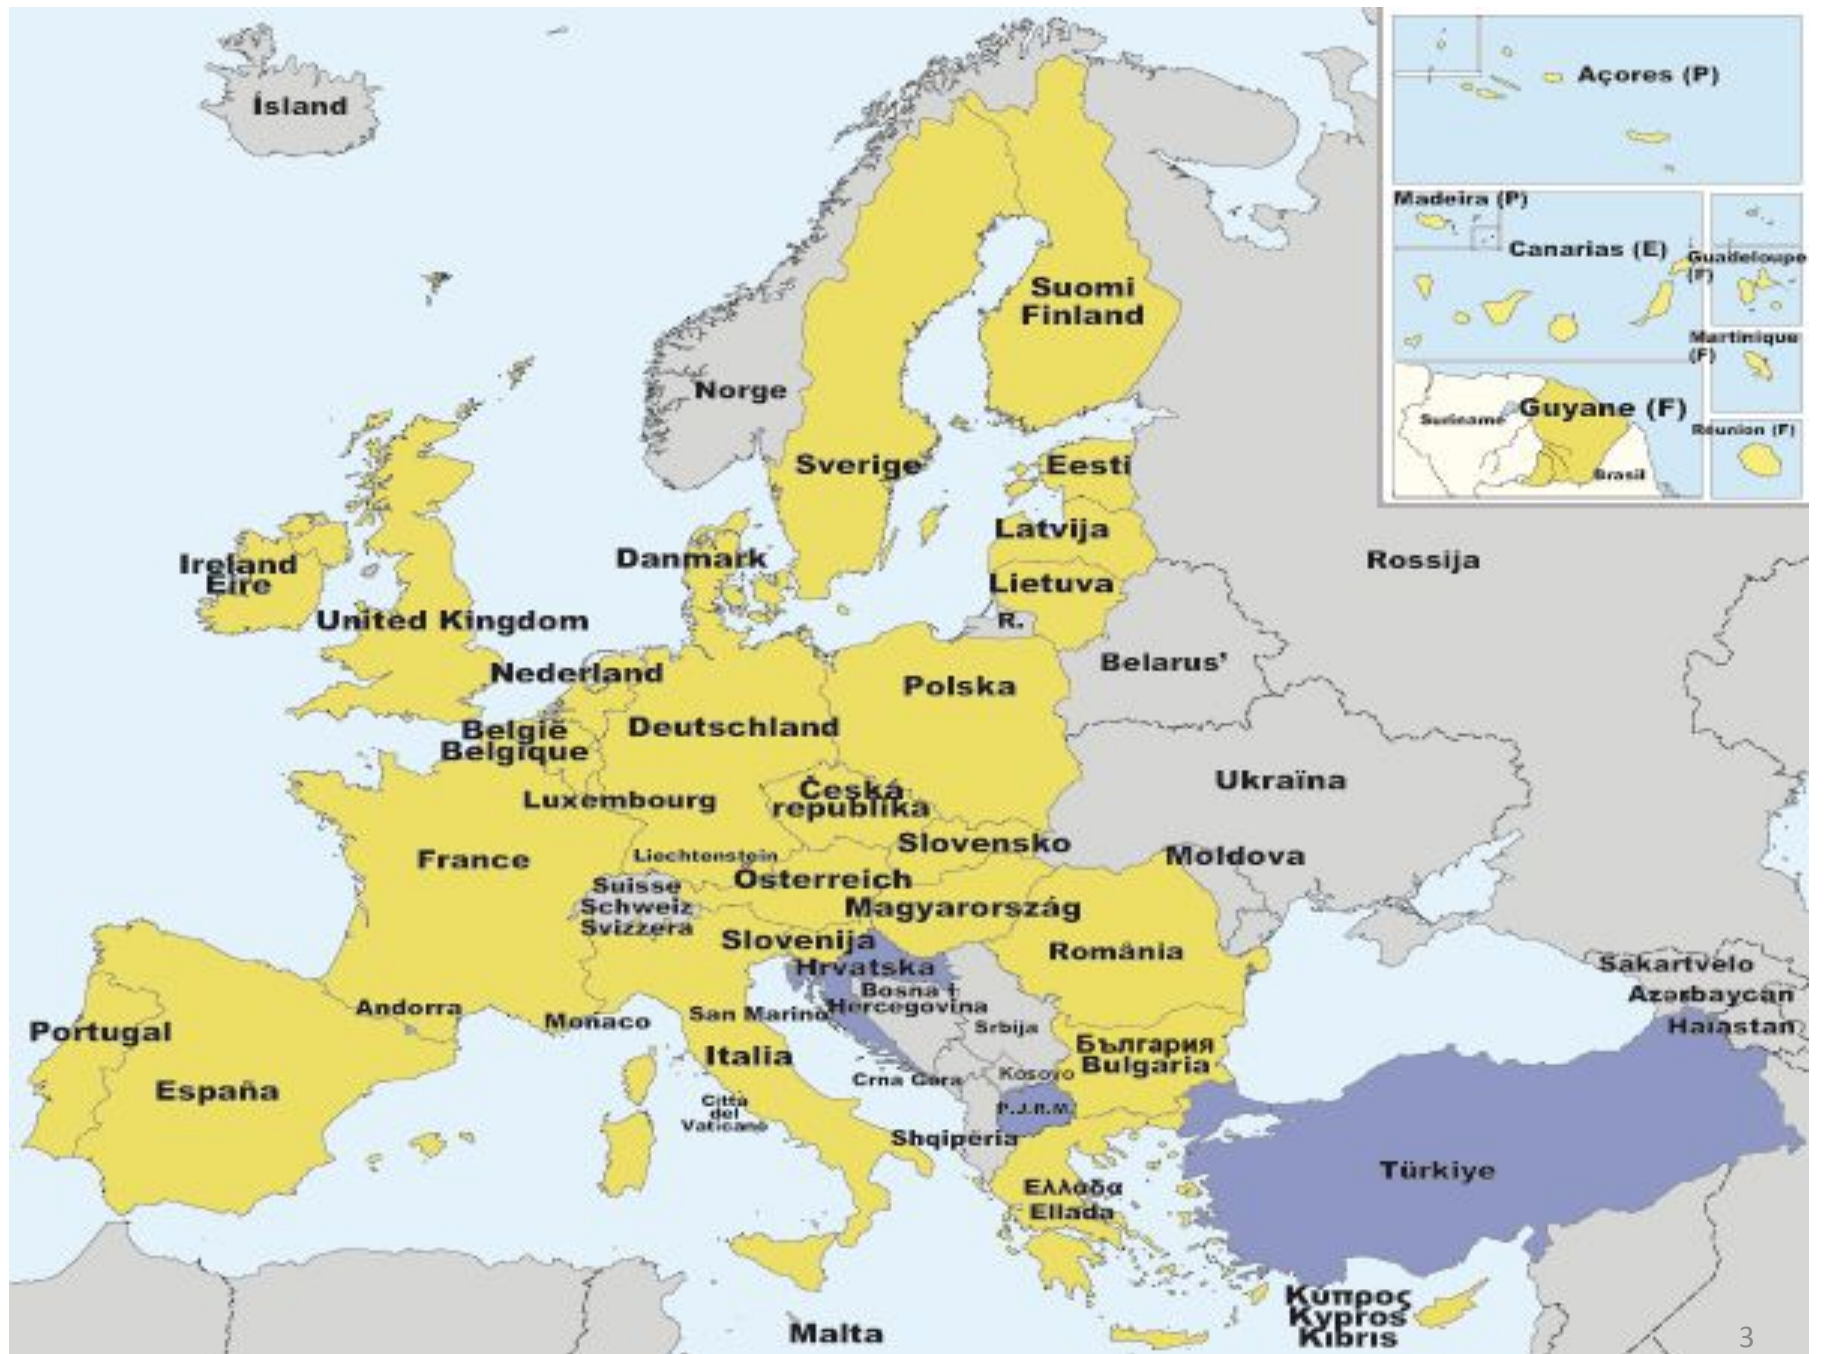 Ísland
Açores (P)
Madeira (P)
Canarias (E)
Guadeloupe
(F)
Martinique
(F)
Suriname
Guyane (F)
Brasil
Réunion (F)
Suomi
Finland
Norge
Sverige
Eesti
Latvija
Lietuva
R.
Rossija
Danmark
Ireland
Eire
United Kingdom
Nederland
België
Belgique
Deutschland
Polska
Belarus'
Luxembourg
Česká
republika
Ukraïna
Slovensko
France
Liechtenstein
Österreich
Moldova
Suisse
Schweiz
Svizzera
Magyarország
Slovenija
România
Hrvatska
Bosna i
Hercegovina
Sakartvelo
Azərbaycan
Haiastan
Portugal
Andorra
Monaco
San Marino
Srbija
España
Italia
България
Bulgaria
Crna Gora
Kosovo
P.J.R.M.
Città
del
Vaticano
Shqipëria
Türkiye
Ελλάδα
Ellada
Malta
Κύπρος
Kypros
Kıbrıs
3